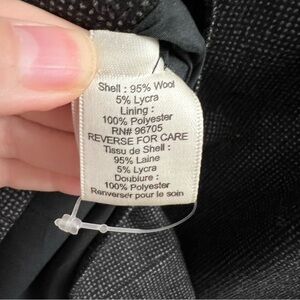 Shell : 95% Wool
5% Lycra
Lining :
100% Polyester
RN# 96705
REVERSE FOR CARE
Tissu de Shell :
95% Laine
5% Lycra
Doublure :
100% Polyester
Renverser pour le soin